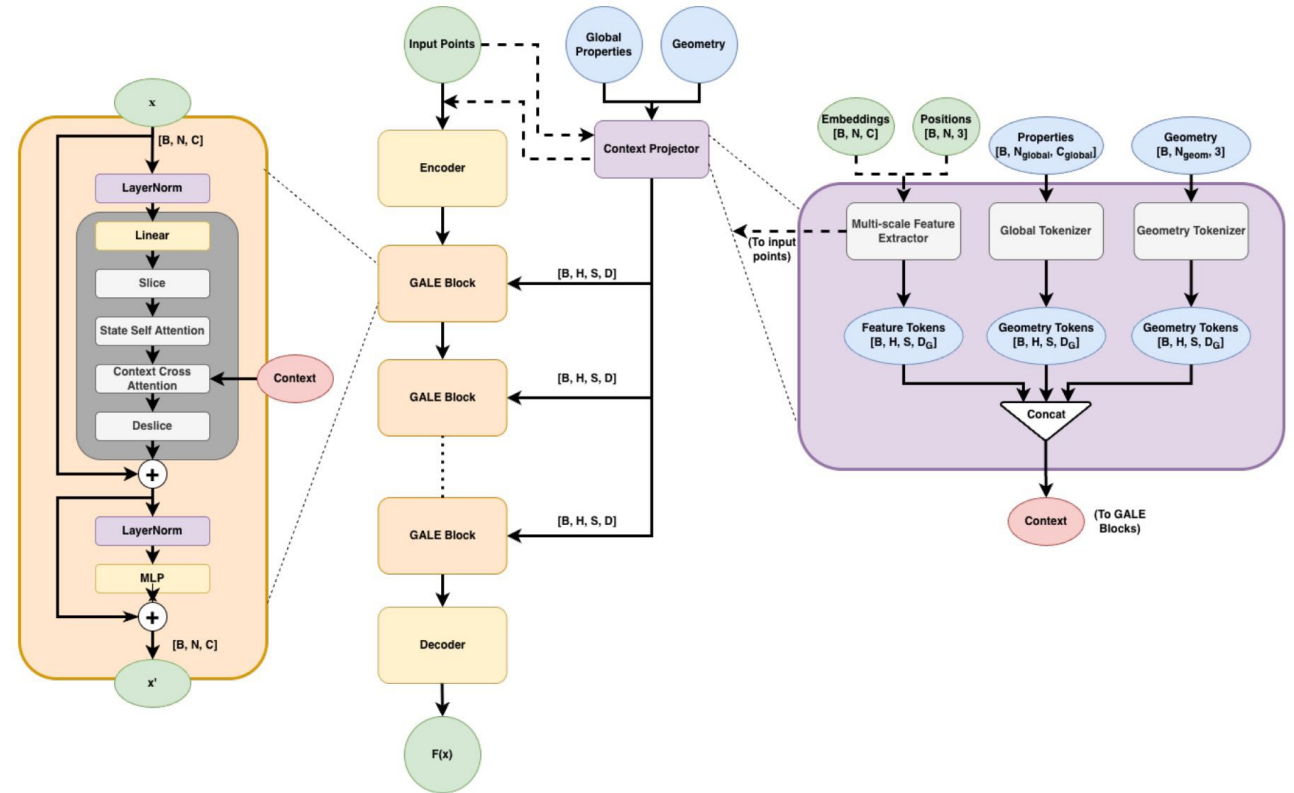 x
[B, N, C]
LayerNorm
Linear
Slice
State Self Attention
Context Cross
Attention
Deslice
Context
+
LayerNorm
MLP
+
[B, N, C]
x'
Input Points
Global
Properties
Geometry
Context Projector
Encoder
GALE Block
[B, H, S, D]
GALE Block
[B, H, S, D]
GALE Block
[B, H, S, D]
Decoder
F(x)
Embeddings
[B, N, C]
Positions
[B, N, 3]
Properties
[B, Nglobal, Cglobal]
Geometry
[B, Ngeom, 3]
Multi-scale Feature
Extractor
(To input
points)
Global Tokenizer
Geometry Tokenizer
Feature Tokens
[B, H, S, DG]
Geometry Tokens
[B, H, S, DG]
Geometry Tokens
[B, H, S, DG]
Concat
Context
(To GALE
Blocks)